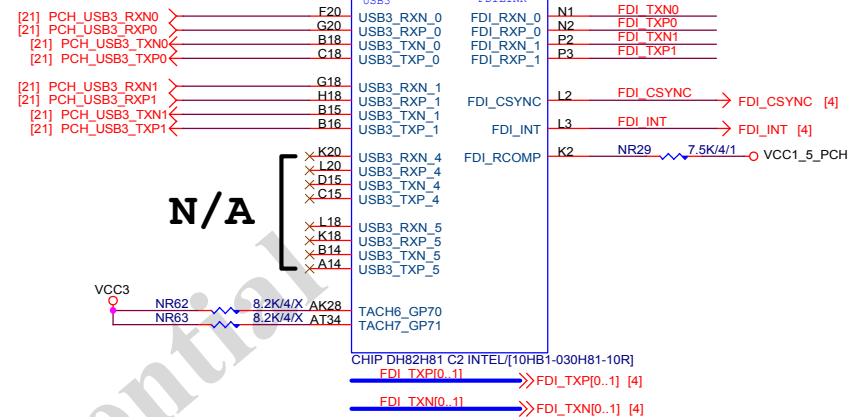 USB3 FDILINK
[21] PCH_USB3_RXN0 F20 USB3_RXN_0 FDI_RXN_0 N1 FDI_TXN0
[21] PCH_USB3_RXP0 G20 USB3_RXP_0 FDI_RXP_0 N2 FDI_TXP0
[21] PCH_USB3_TXN0 B18 USB3_TXN_0 FDI_RXN_1 P2 FDI_TXN1
[21] PCH_USB3_TXP0 C18 USB3_TXP_0 FDI_RXP_1 P3 FDI_TXP1
[21] PCH_USB3_RXN1 G18 USB3_RXN_1
[21] PCH_USB3_RXP1 H18 USB3_RXP_1 FDI_CSYNC L2 FDI_CSYNC FDI_CSYNC [4]
[21] PCH_USB3_TXN1 B15 USB3_TXN_1
[21] PCH_USB3_TXP1 B16 USB3_TXP_1 FDI_INT L3 FDI_INT FDI_INT [4]
K20 USB3_RXN_4 FDI_RCOMP K2 NR29 7.5K/4/1 VCC1_5_PCH
L20 USB3_RXP_4
D15 USB3_TXN_4
C15 USB3_TXP_4
N/A
L18 USB3_RXN_5
K18 USB3_RXP_5
B14 USB3_TXN_5
A14 USB3_TXP_5
VCC3
NR62 8.2K/4/X AK28 TACH6_GP70
NR63 8.2K/4/X AT34 TACH7_GP71
CHIP DH82H81 C2 INTEL/[10HB1-030H81-10R]
FDI_TXP[0..1] FDI_TXP[0..1] [4]
FDI_TXN[0..1] FDI_TXN[0..1] [4]
ential